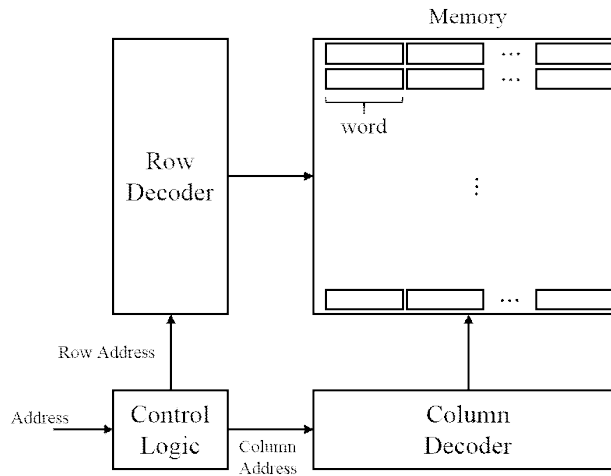 Memory
...
...
word
Row
Decoder
...
...
Row Address
Address
Control
Logic
Column
Address
Column
Decoder